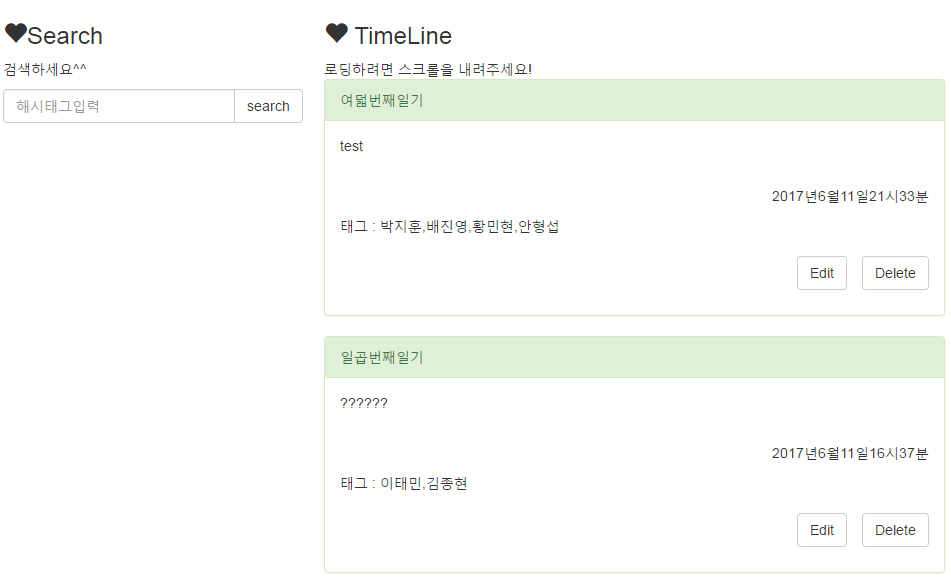 Search
검색하세요^^
해시태그입력
search
TimeLine
로딩하려면 스크롤을 내려주세요!
여덟번째일기
test
2017년6월11일21시33분
태그 : 박지훈,배진영,황민현,안형섭
Edit Delete
일곱번째일기
??????
2017년6월11일16시37분
태그 : 이태민,김종현
Edit Delete